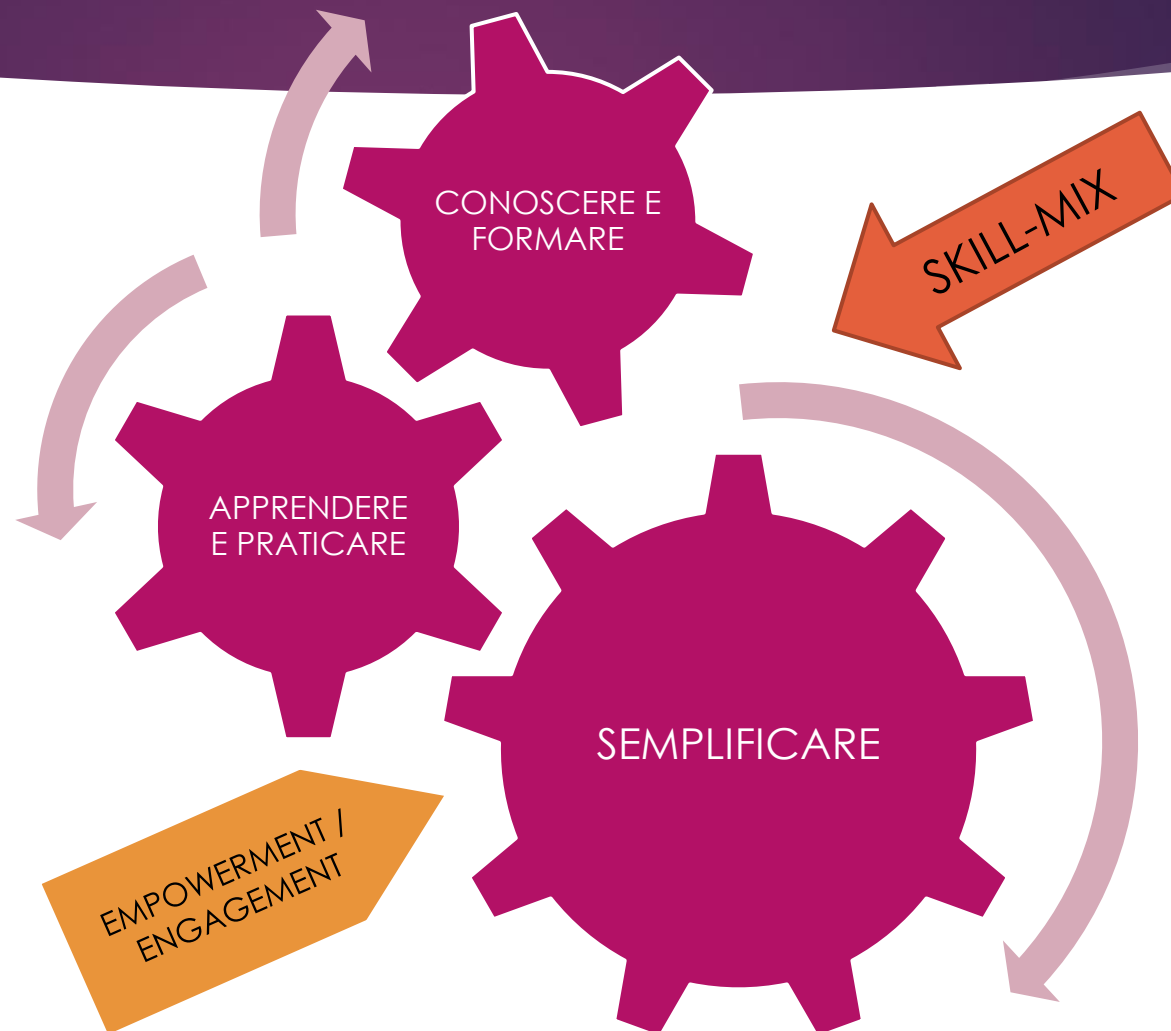 CONOSCERE E
FORMARE
SKILL-MIX
APPRENDERE
E PRATICARE
SEMPLIFICARE
EMPOWERMENT /
ENGAGEMENT